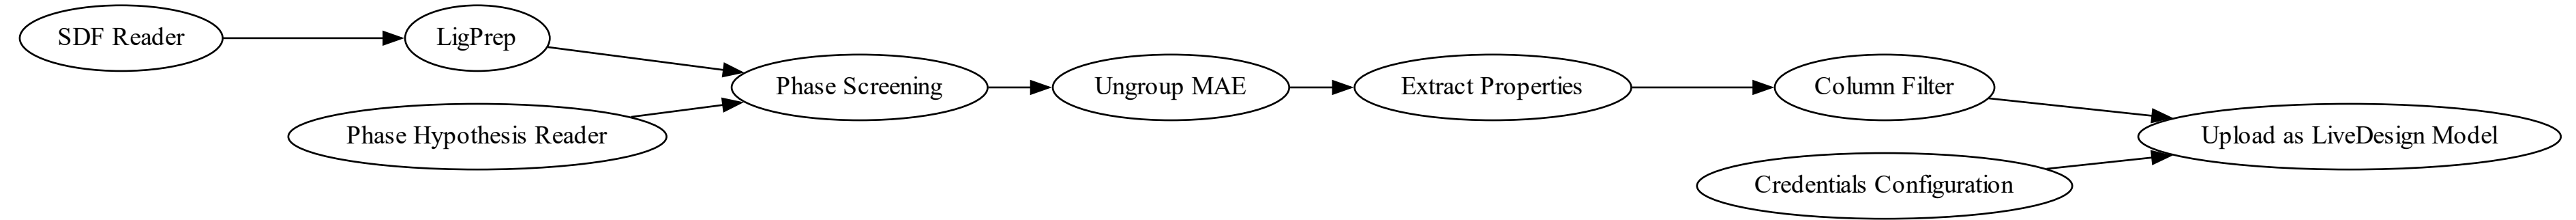 SDF Reader
LigPrep
Phase Hypothesis Reader
Phase Screening
Ungroup MAE
Extract Properties
Column Filter
Credentials Configuration
Upload as LiveDesign Model